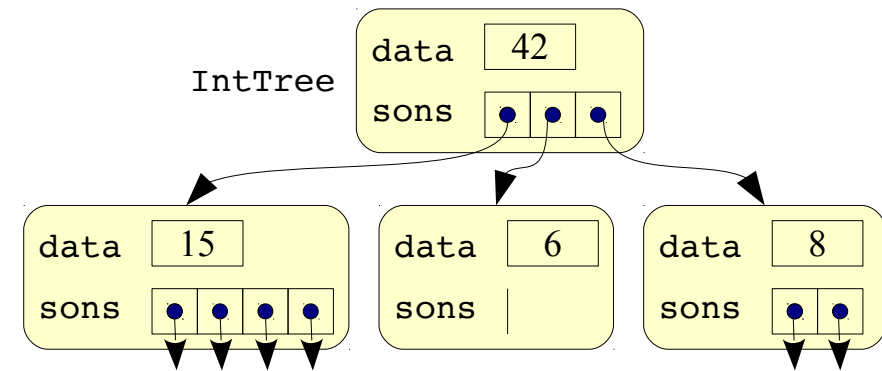 data 42
IntTree
sons
data 15
sons
data 6
sons
data 8
sons